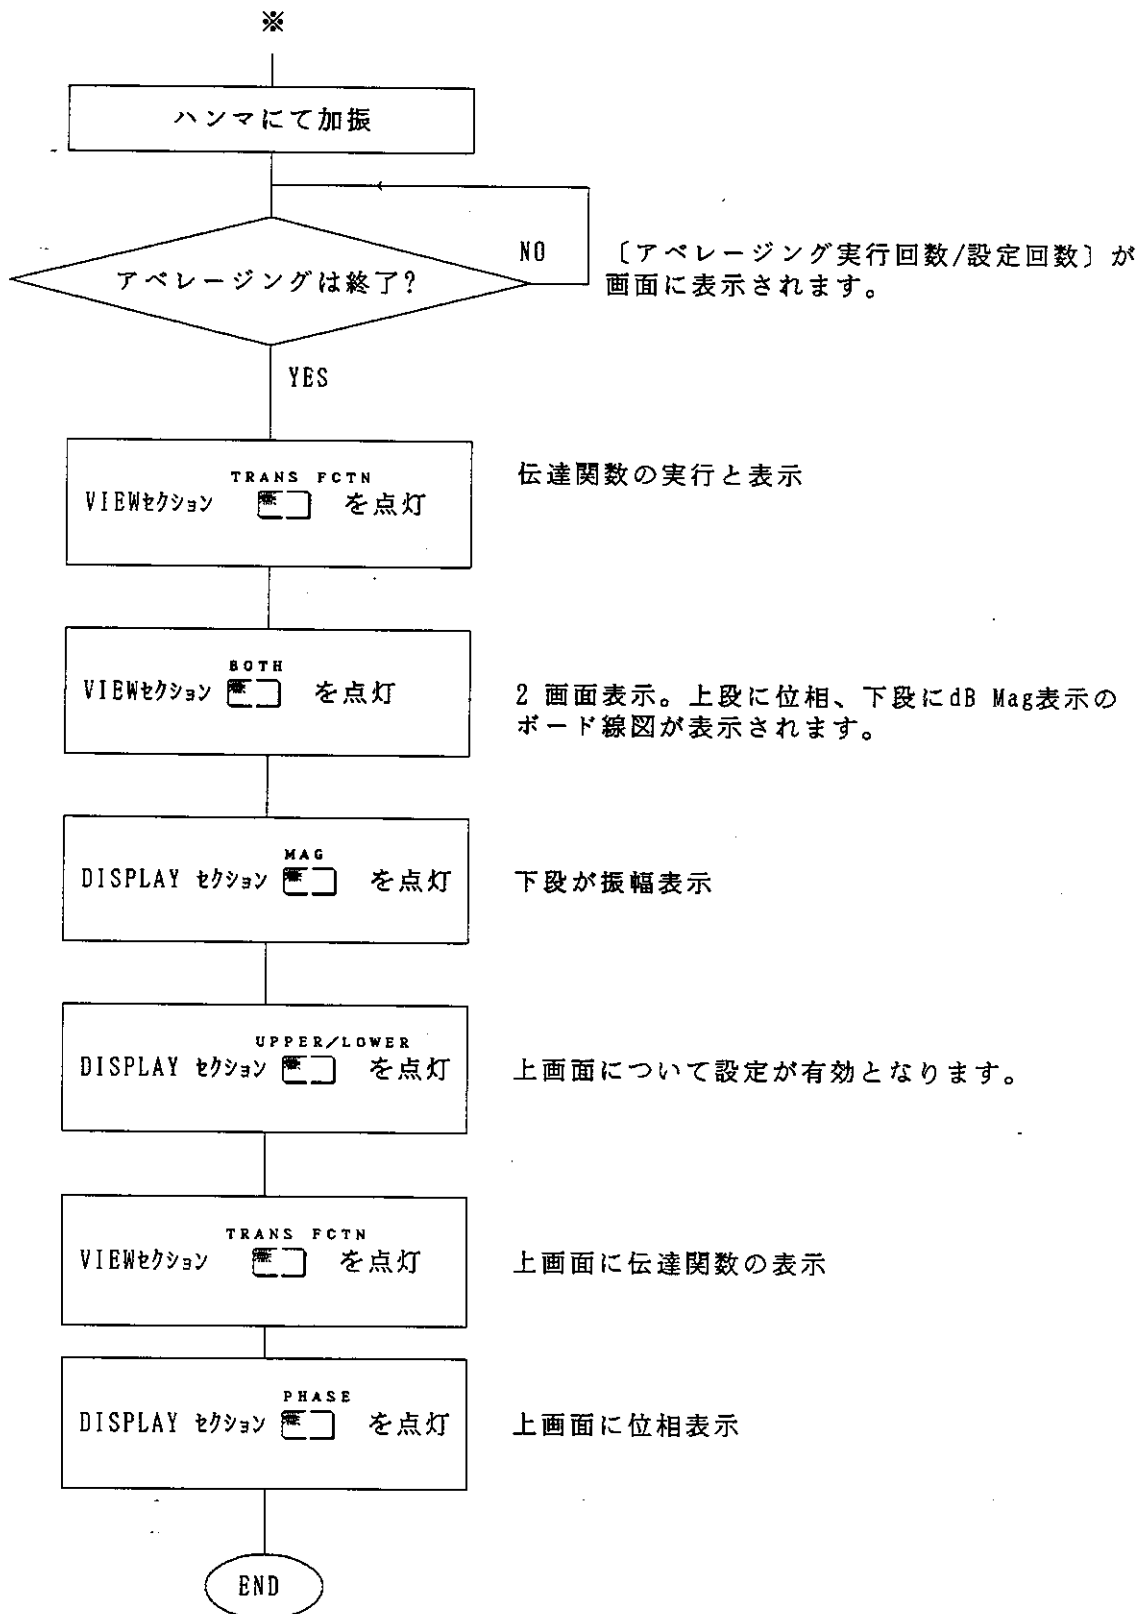 ※
ハンマにて加振
アベレージングは終了?
NO
〔アベレージング実行回数/設定回数〕が
画面に表示されます。
YES
TRANS FCTN
VIEWセクション を点灯
伝達関数の実行と表示
BOTH
VIEWセクション を点灯
2 画面表示。上段に位相、下段にdB Mag表示の
ボード線図が表示されます。
MAG
DISPLAY セクション を点灯
下段が振幅表示
UPPER/LOWER
DISPLAY セクション を点灯
上画面について設定が有効となります。
TRANS FCTN
VIEWセクション を点灯
上画面に伝達関数の表示
PHASE
DISPLAY セクション を点灯
上画面に位相表示
END